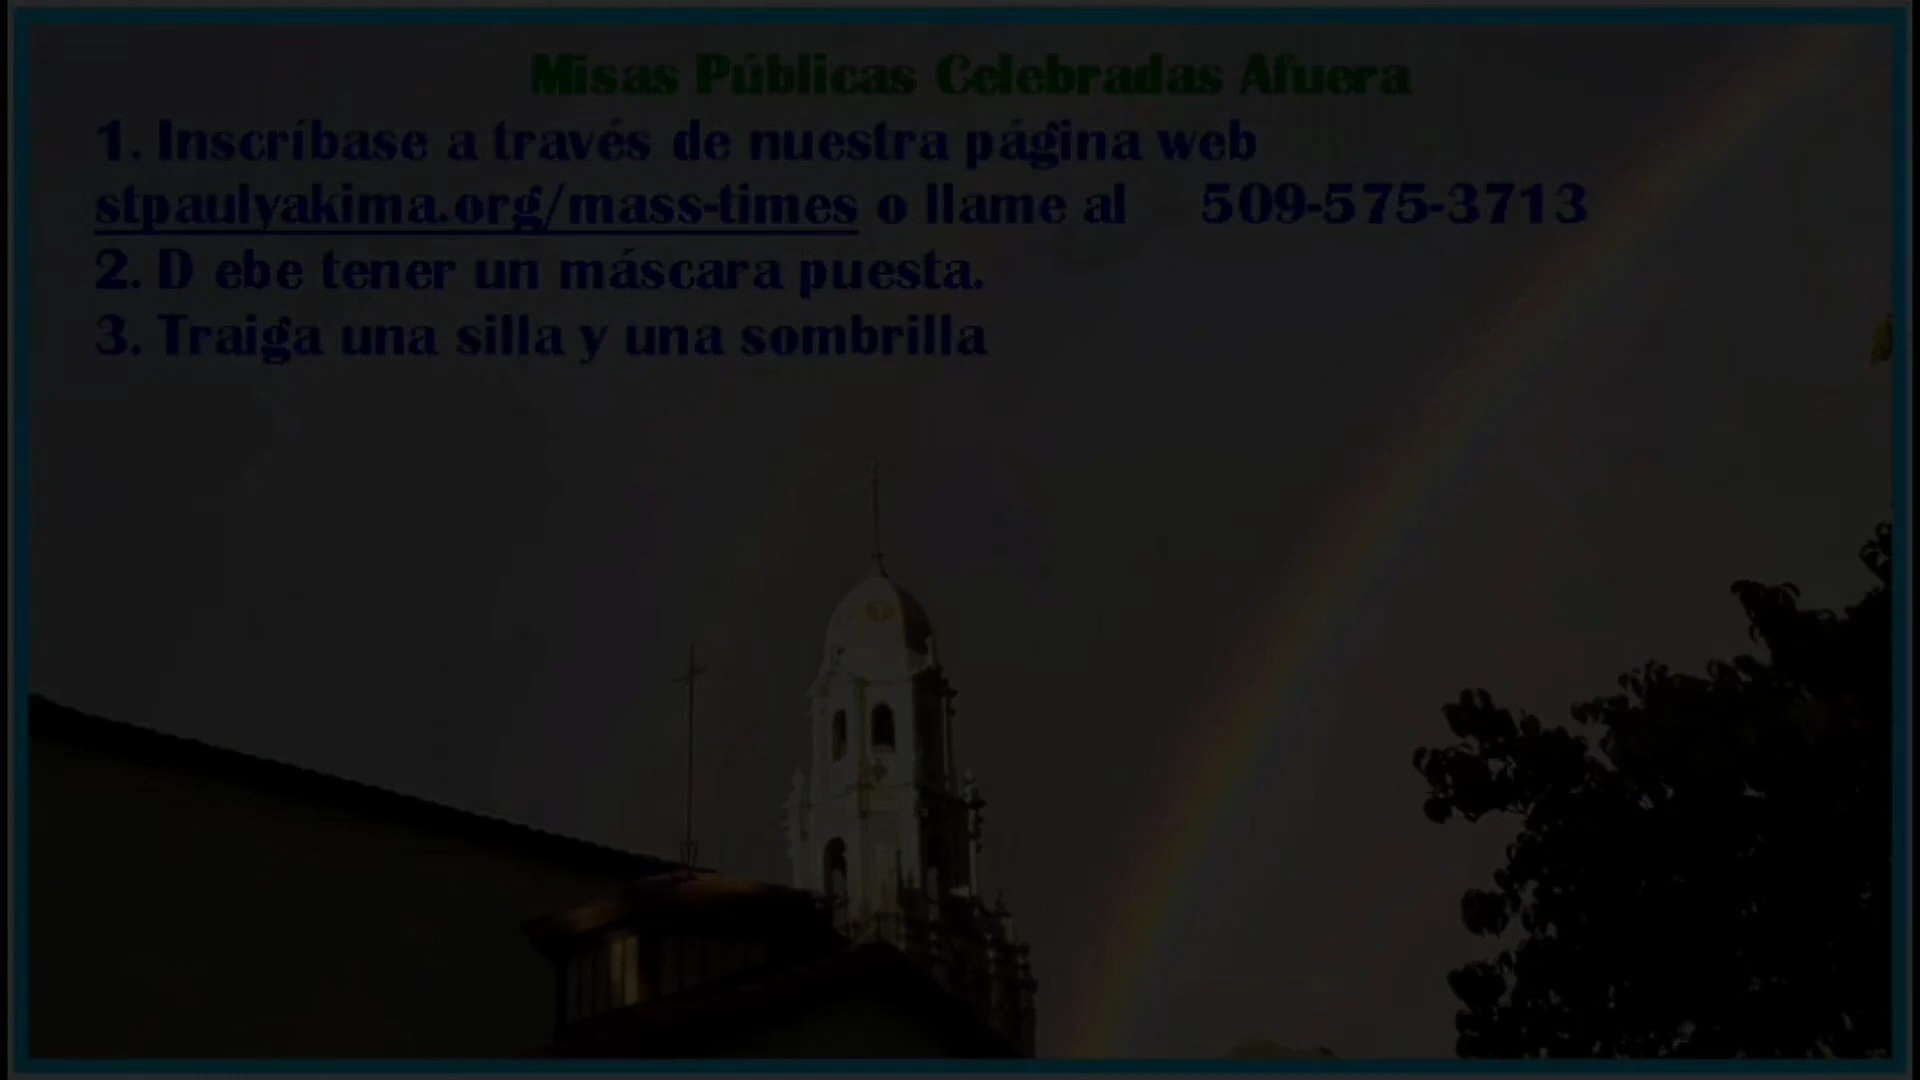 Misas Públicas Celebradas Afuera
1. Inscríbase a través de nuestra página web
stpaulyakima.org/mass-times o llame al 509-575-3713
2. D ebe tener un máscara puesta.
3. Traiga una silla y una sombrilla